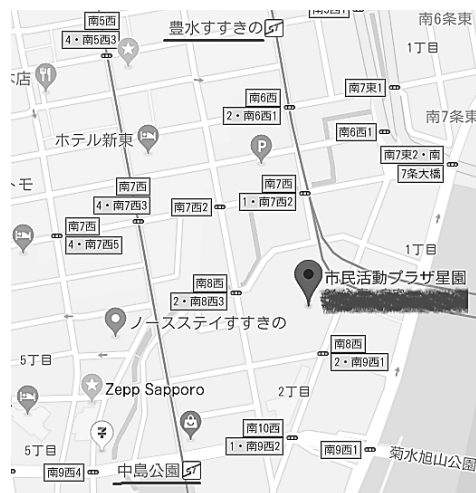 南5西
4・南5西3
豊水すすきの
ST
南6条東
1丁目
本店
南7東1
南6西
2・南6西1
南7条東
ホテル新東
P
南6西1
南7東2・南
7条大橋
トモ
南7西
4・南7西3
南7西2
南7西
1・南7西2
南7西
4・南7西5
1丁目
市民活動プラザ星園
南8西
2・南8西3
ノースステイすすきの
南8西
2・南9西1
5丁目
Zepp Sapporo
2丁目
5丁目
南10西
1・南9西2
南9西1
菊水旭山公園
南9西4
中島公園
ST